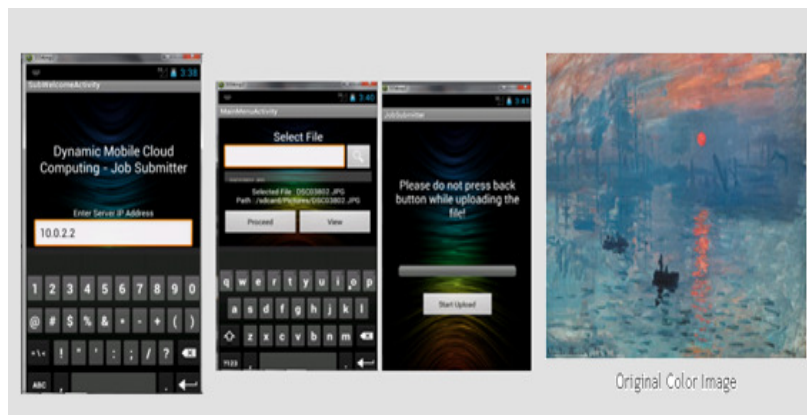 3:38
SubWelcomeActivity
Dynamic Mobile Cloud
Computing - Job Submitter
Enter Server IP Address
10.0.2.2
1 2 3 4 5 6 7 8 9 0
@ # $ % & * - + ( )
=\< ! " ' : ; / ?
ABC , .
3:40
MainMenuActivity
Select File
Selected File : DSC03802.JPG
Path : /sdcard/Pictures/DSC03802.JPG
Proceed View
q w e r t y u i o p
a s d f g h j k l
z x c v b n m
?123 , .
3:41
JobSubmitter
Please do not press back
button while uploading the
file!
Start Upload
Original Color Image